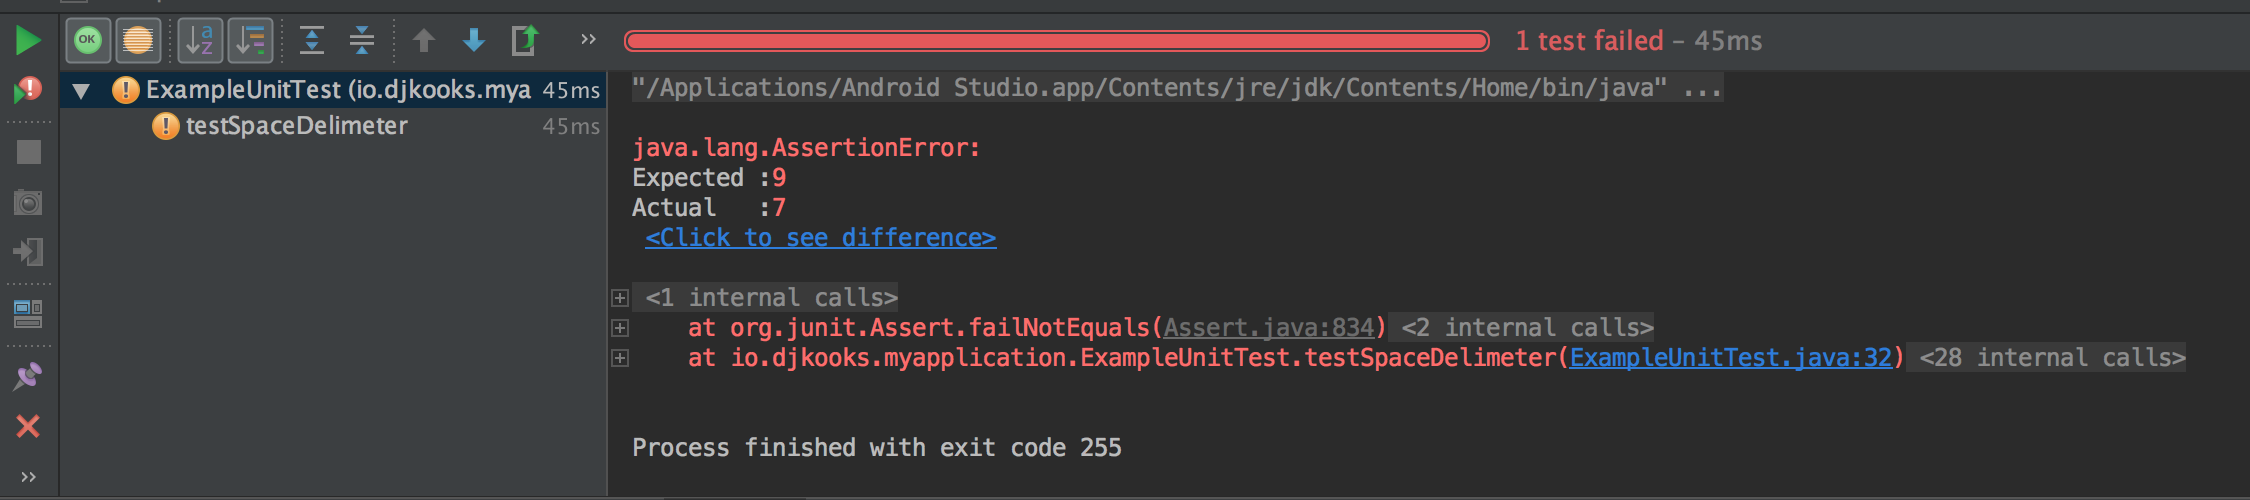 OK
a
z
»
1 test failed – 45ms
ExampleUnitTest (io.djkooks.mya 45ms
testSpaceDelimeter 45ms
"/Applications/Android Studio.app/Contents/jre/jdk/Contents/Home/bin/java" ...
java.lang.AssertionError:
Expected :9
Actual   :7
<Click to see difference>
<1 internal calls>
at org.junit.Assert.failNotEquals(Assert.java:834) <2 internal calls>
at io.djkooks.myapplication.ExampleUnitTest.testSpaceDelimeter(ExampleUnitTest.java:32) <28 internal calls>
Process finished with exit code 255
»